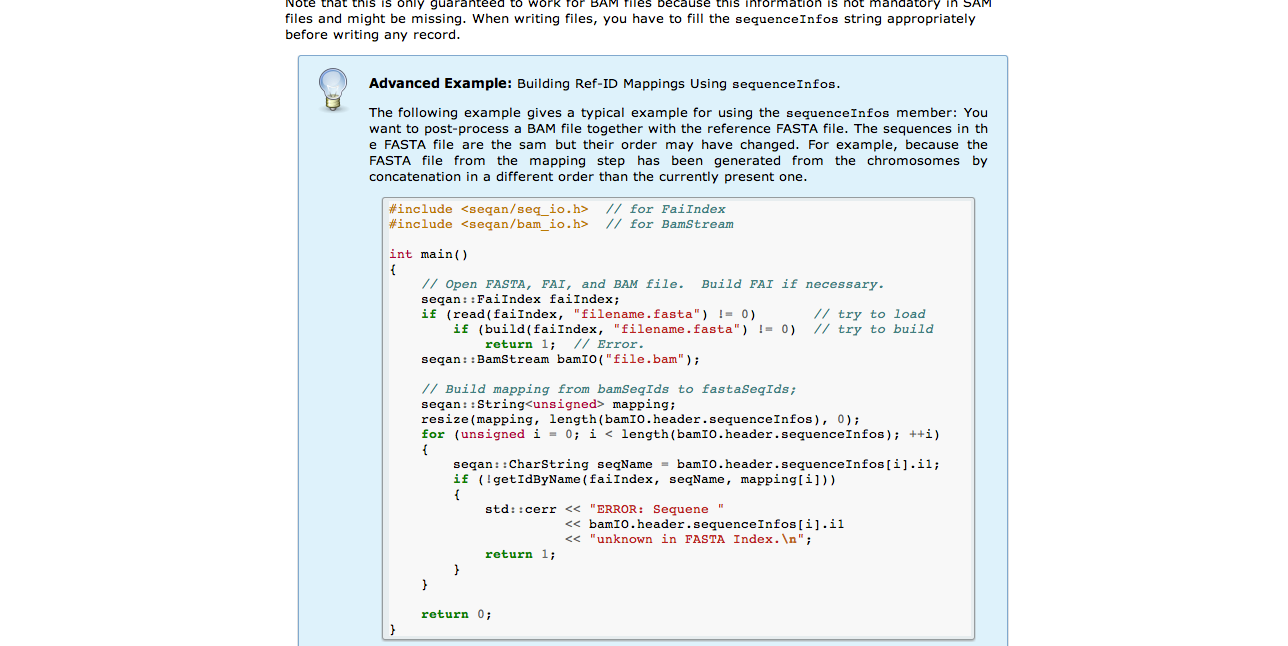 Note that this is only guaranteed to work for BAM files because this information is not mandatory in SAM
files and might be missing. When writing files, you have to fill the sequenceInfos string appropriately
before writing any record.
Advanced Example: Building Ref-ID Mappings Using sequenceInfos.
The following example gives a typical example for using the sequenceInfos member: You
want to post-process a BAM file together with the reference FASTA file. The sequences in th
e FASTA file are the sam but their order may have changed. For example, because the
FASTA file from the mapping step has been generated from the chromosomes by
concatenation in a different order than the currently present one.
#include <seqan/seq_io.h>  // for FaiIndex
#include <seqan/bam_io.h>  // for BamStream
int main()
{
    // Open FASTA, FAI, and BAM file.  Build FAI if necessary.
    seqan::FaiIndex faiIndex;
    if (read(faiIndex, "filename.fasta") != 0)       // try to load
        if (build(faiIndex, "filename.fasta") != 0)  // try to build
            return 1;  // Error.
    seqan::BamStream bamIO("file.bam");
    // Build mapping from bamSeqIds to fastaSeqIds;
    seqan::String<unsigned> mapping;
    resize(mapping, length(bamIO.header.sequenceInfos), 0);
    for (unsigned i = 0; i < length(bamIO.header.sequenceInfos); ++i)
    {
        seqan::CharString seqName = bamIO.header.sequenceInfos[i].i1;
        if (!getIdByName(faiIndex, seqName, mapping[i]))
        {
            std::cerr << "ERROR: Sequene "
                      << bamIO.header.sequenceInfos[i].i1
                      << "unknown in FASTA Index.\n";
            return 1;
        }
    }
    return 0;
}